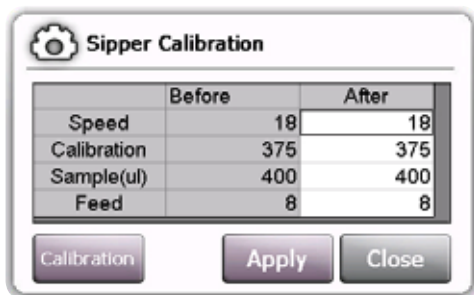 Sipper Calibration
Before After
Speed 18 18
Calibration 375 375
Sample(ul) 400 400
Feed 8 8
Calibration Apply Close